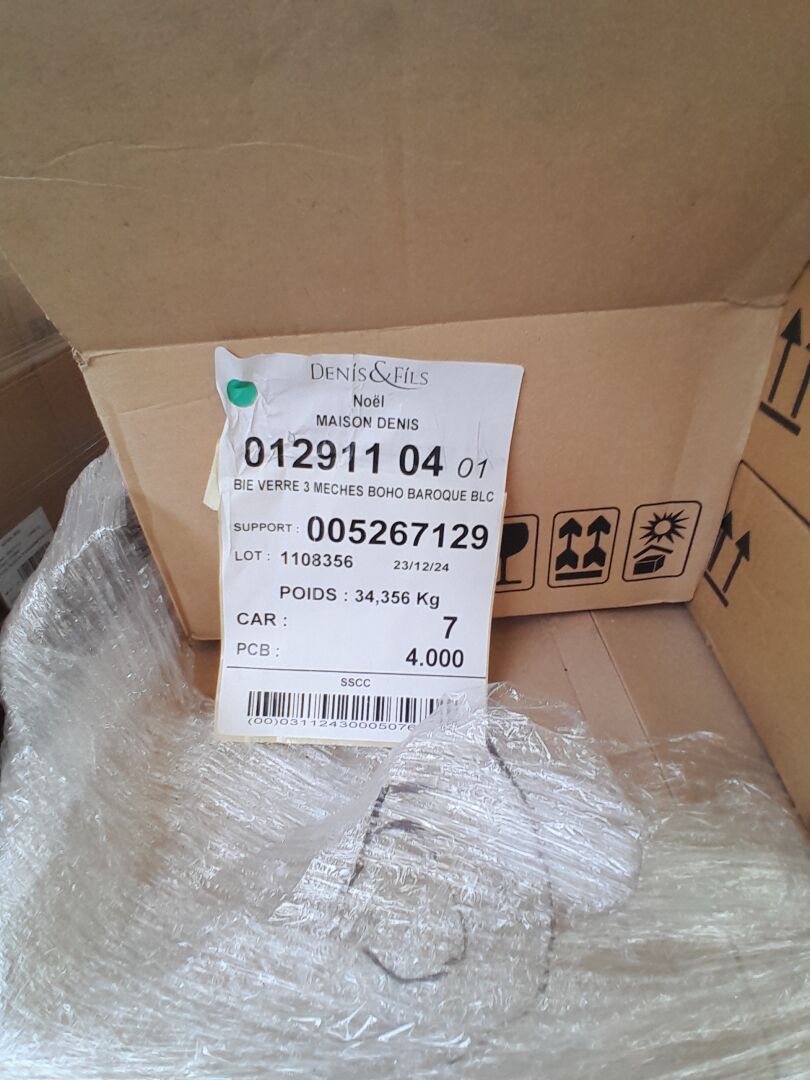 DENIS&FILS
Noël
MAISON DENIS
012911 04 01
BIE VERRE 3 MECHES BOHO BAROQUE BLC
SUPPORT : 005267129
LOT : 1108356 23/12/24
POIDS : 34,356 Kg
CAR : 7
PCB : 4.000
SSCC